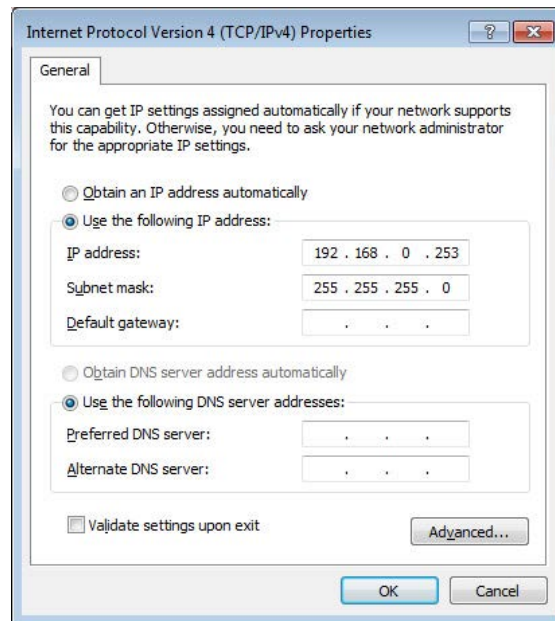 Internet Protocol Version 4 (TCP/IPv4) Properties
General
You can get IP settings assigned automatically if your network supports
this capability. Otherwise, you need to ask your network administrator
for the appropriate IP settings.
Obtain an IP address automatically
Use the following IP address:
IP address: 192 . 168 . 0 . 253
Subnet mask: 255 . 255 . 255 . 0
Default gateway: . . .
Obtain DNS server address automatically
Use the following DNS server addresses:
Preferred DNS server: . . .
Alternate DNS server: . . .
Validate settings upon exit
Advanced...
OK Cancel